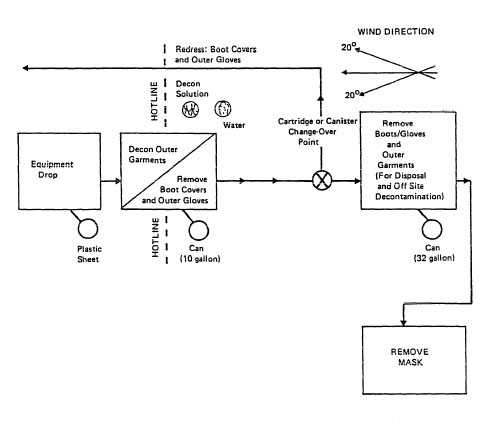 WIND DIRECTION
20°
20°
Redress: Boot Covers
and Outer Gloves
HOTLINE
Decon
Solution
Water
Cartridge or Canister
Change-Over
Point
Equipment
Drop
Decon Outer
Garments
Remove
Boot Covers
and Outer Gloves
Remove
Boots/Gloves
and
Outer
Garments
(For Disposal
and Off Site
Decontamination)
Plastic
Sheet
HOTLINE
Can
(10 gallon)
Can
(32 gallon)
REMOVE
MASK